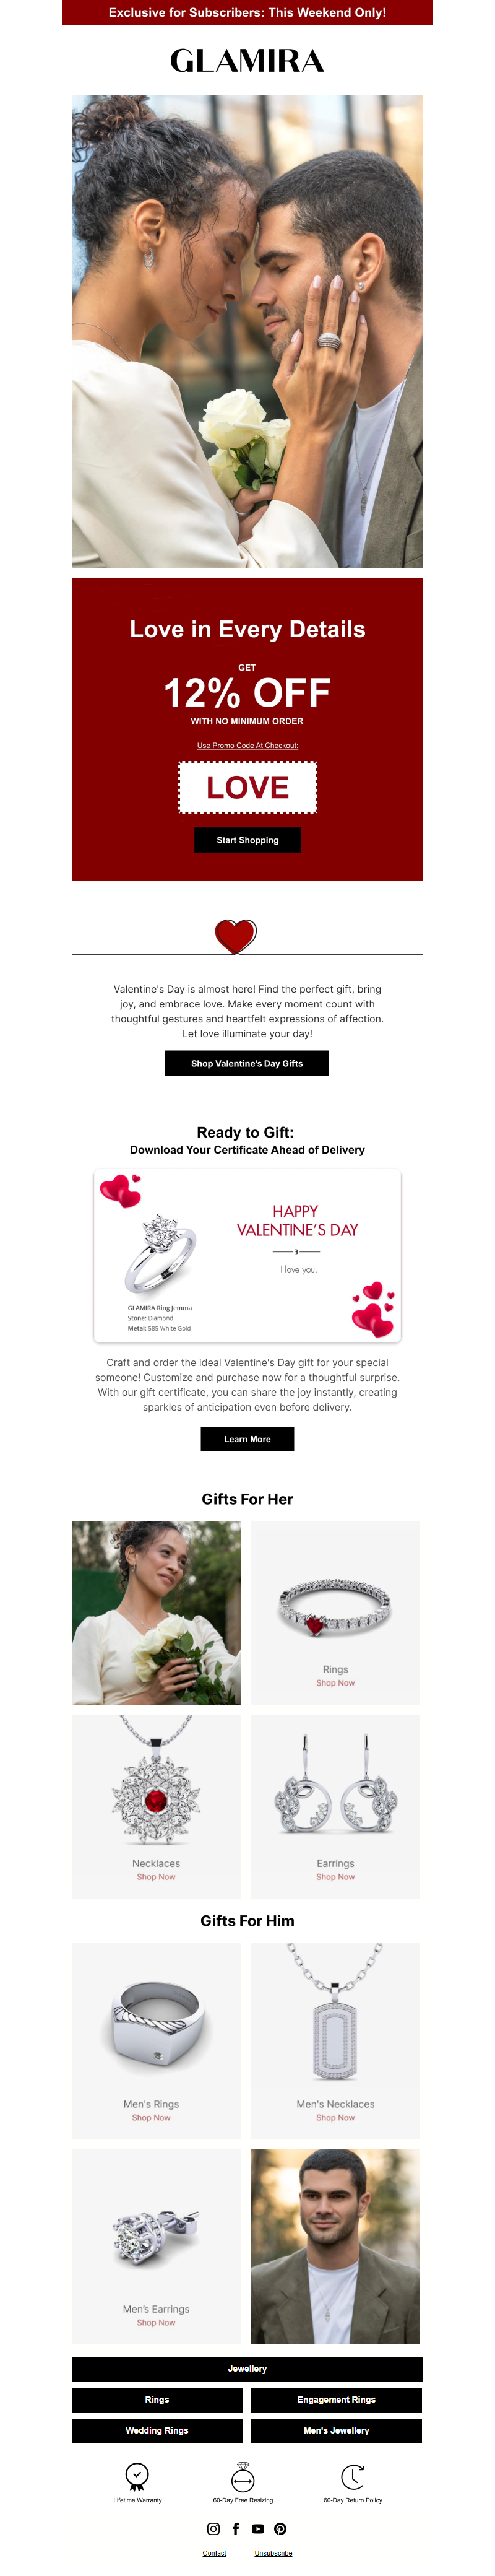 Exclusive for Subscribers: This Weekend Only!
GLAMIRA
Love in Every Details
GET
12% OFF
WITH NO MINIMUM ORDER
Use Promo Code At Checkout:
LOVE
Start Shopping
Valentine's Day is almost here! Find the perfect gift, bring
joy, and embrace love. Make every moment count with
thoughtful gestures and heartfelt expressions of affection.
Let love illuminate your day!
Shop Valentine's Day Gifts
Ready to Gift:
Download Your Certificate Ahead of Delivery
HAPPY
VALENTINE'S DAY
I love you.
GLAMIRA Ring Jemma
Stone: Diamond
Metal: 585 White Gold
Craft and order the ideal Valentine's Day gift for your special
someone! Customize and purchase now for a thoughtful surprise.
With our gift certificate, you can share the joy instantly, creating
sparkles of anticipation even before delivery.
Learn More
Gifts For Her
Rings
Shop Now
Necklaces
Shop Now
Earrings
Shop Now
Gifts For Him
Men's Rings
Shop Now
Men's Necklaces
Shop Now
Men's Earrings
Shop Now
Jewellery
Rings
Engagement Rings
Wedding Rings
Men's Jewellery
Lifetime Warranty
60-Day Free Resizing
60-Day Return Policy
Contact
Unsubscribe